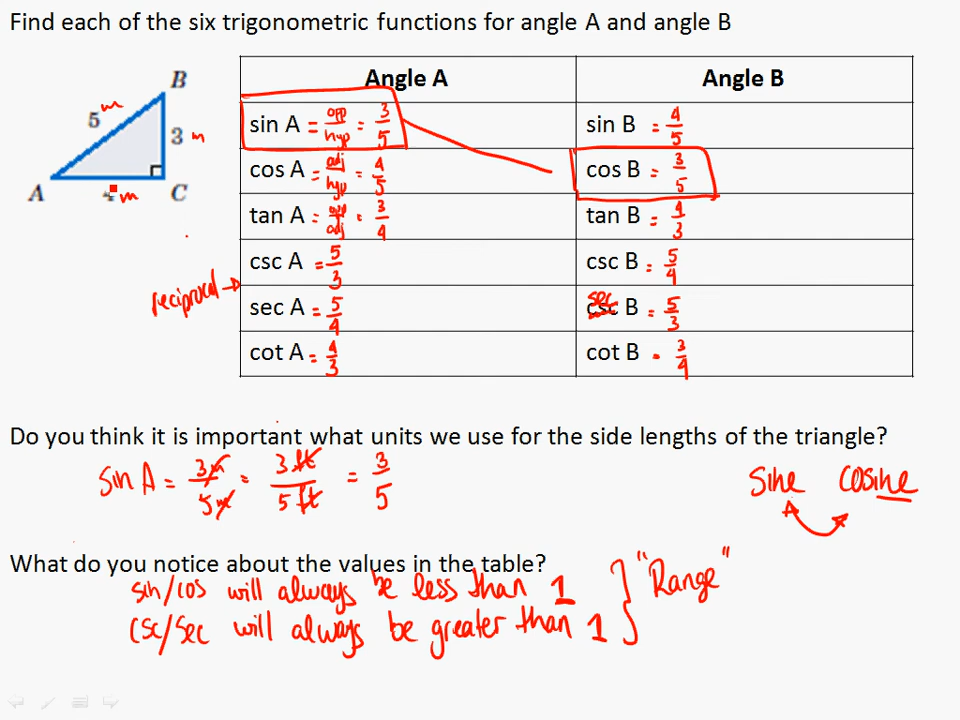 Find each of the six trigonometric functions for angle A and angle B
B
5 m
3 m
A
4 m
C
Angle A
Angle B
sin A = opp/hyp = 3/5
sin B = 4/5
cos A = adj/hyp = 4/5
cos B = 3/5
tan A = opp/adj = 3/4
tan B = 4/3
csc A = 5/3
csc B = 5/4
reciprocal →
sec A = 5/4
sec
csc B = 5/3
cot A = 4/3
cot B = 3/4
Do you think it is important what units we use for the side lengths of the triangle?
sin A = 3m/5m = 3 ft/5 ft = 3/5
Sine cosine
What do you notice about the values in the table?
sin/cos will always be less than 1
csc/sec will always be greater than 1
"Range"